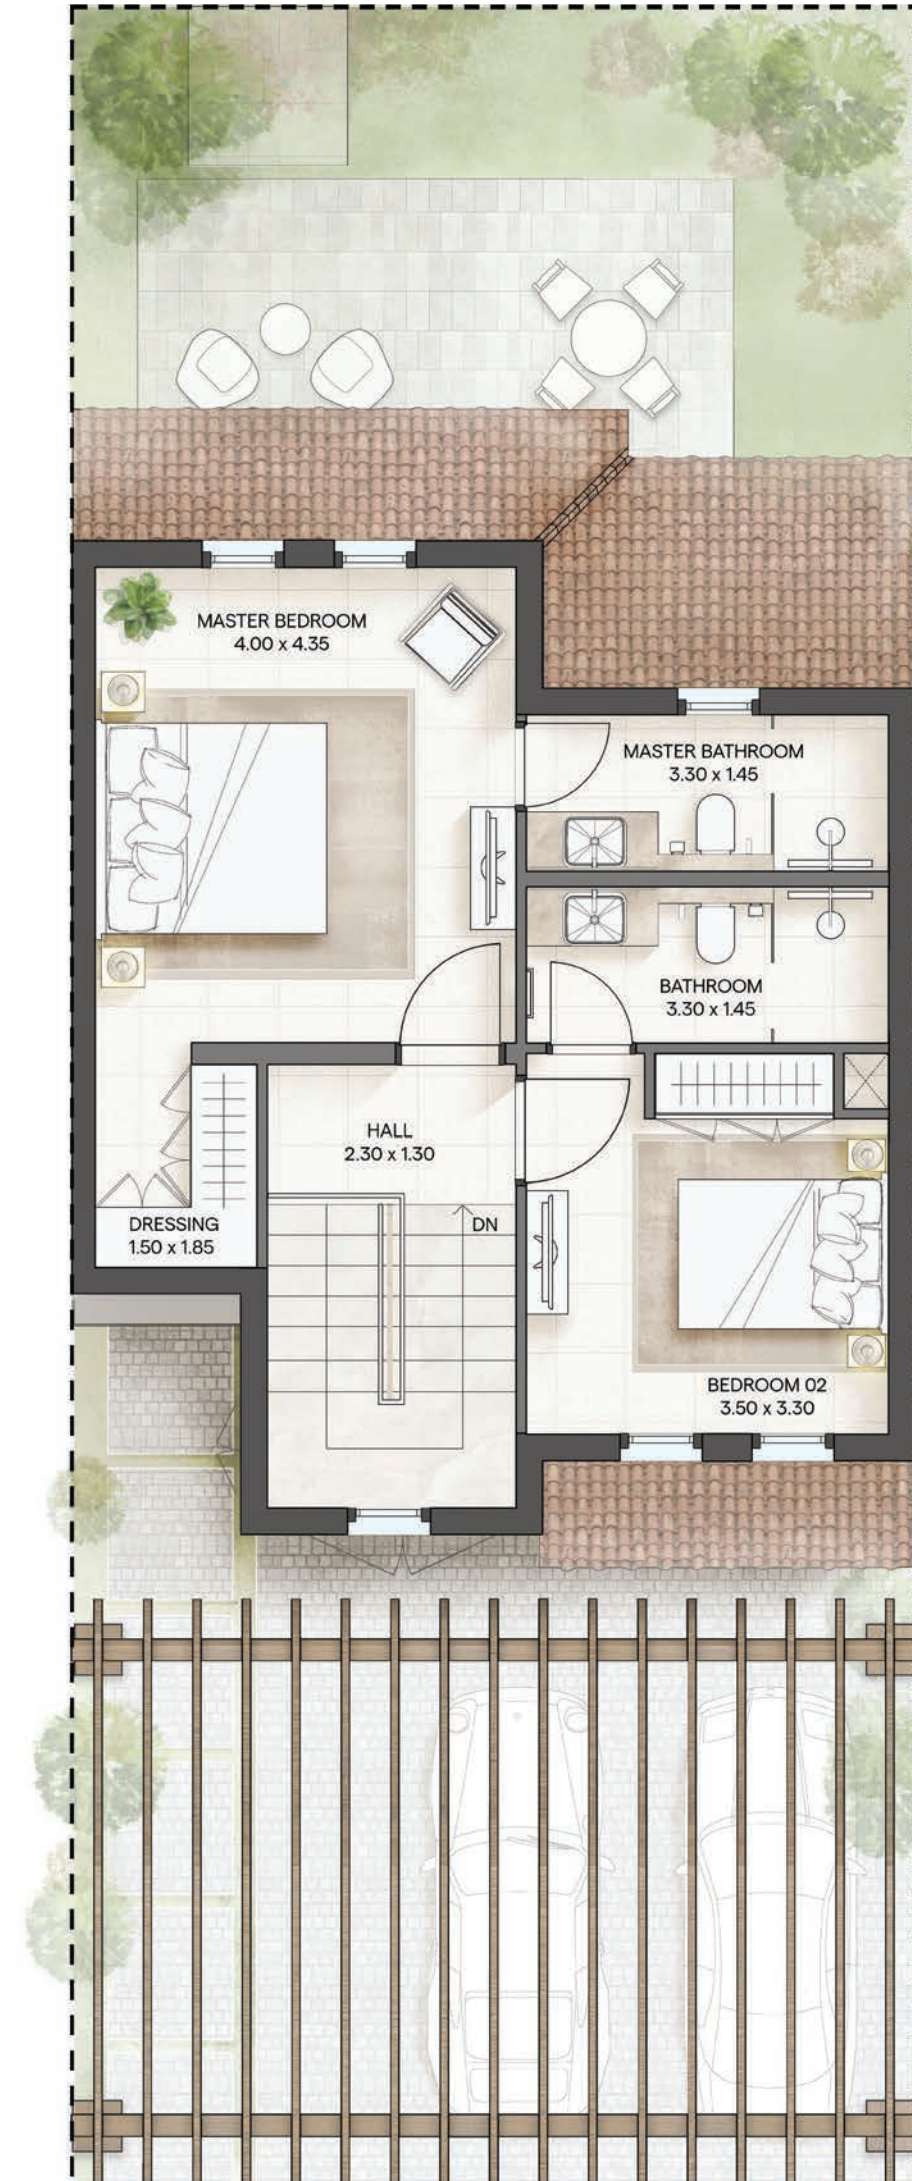 MASTER BEDROOM
4.00 x 4.35
MASTER BATHROOM
3.30 x 1.45
BATHROOM
3.30 x 1.45
HALL
2.30 x 1.30
DRESSING
1.50 x 1.85
DN
BEDROOM 02
3.50 x 3.30